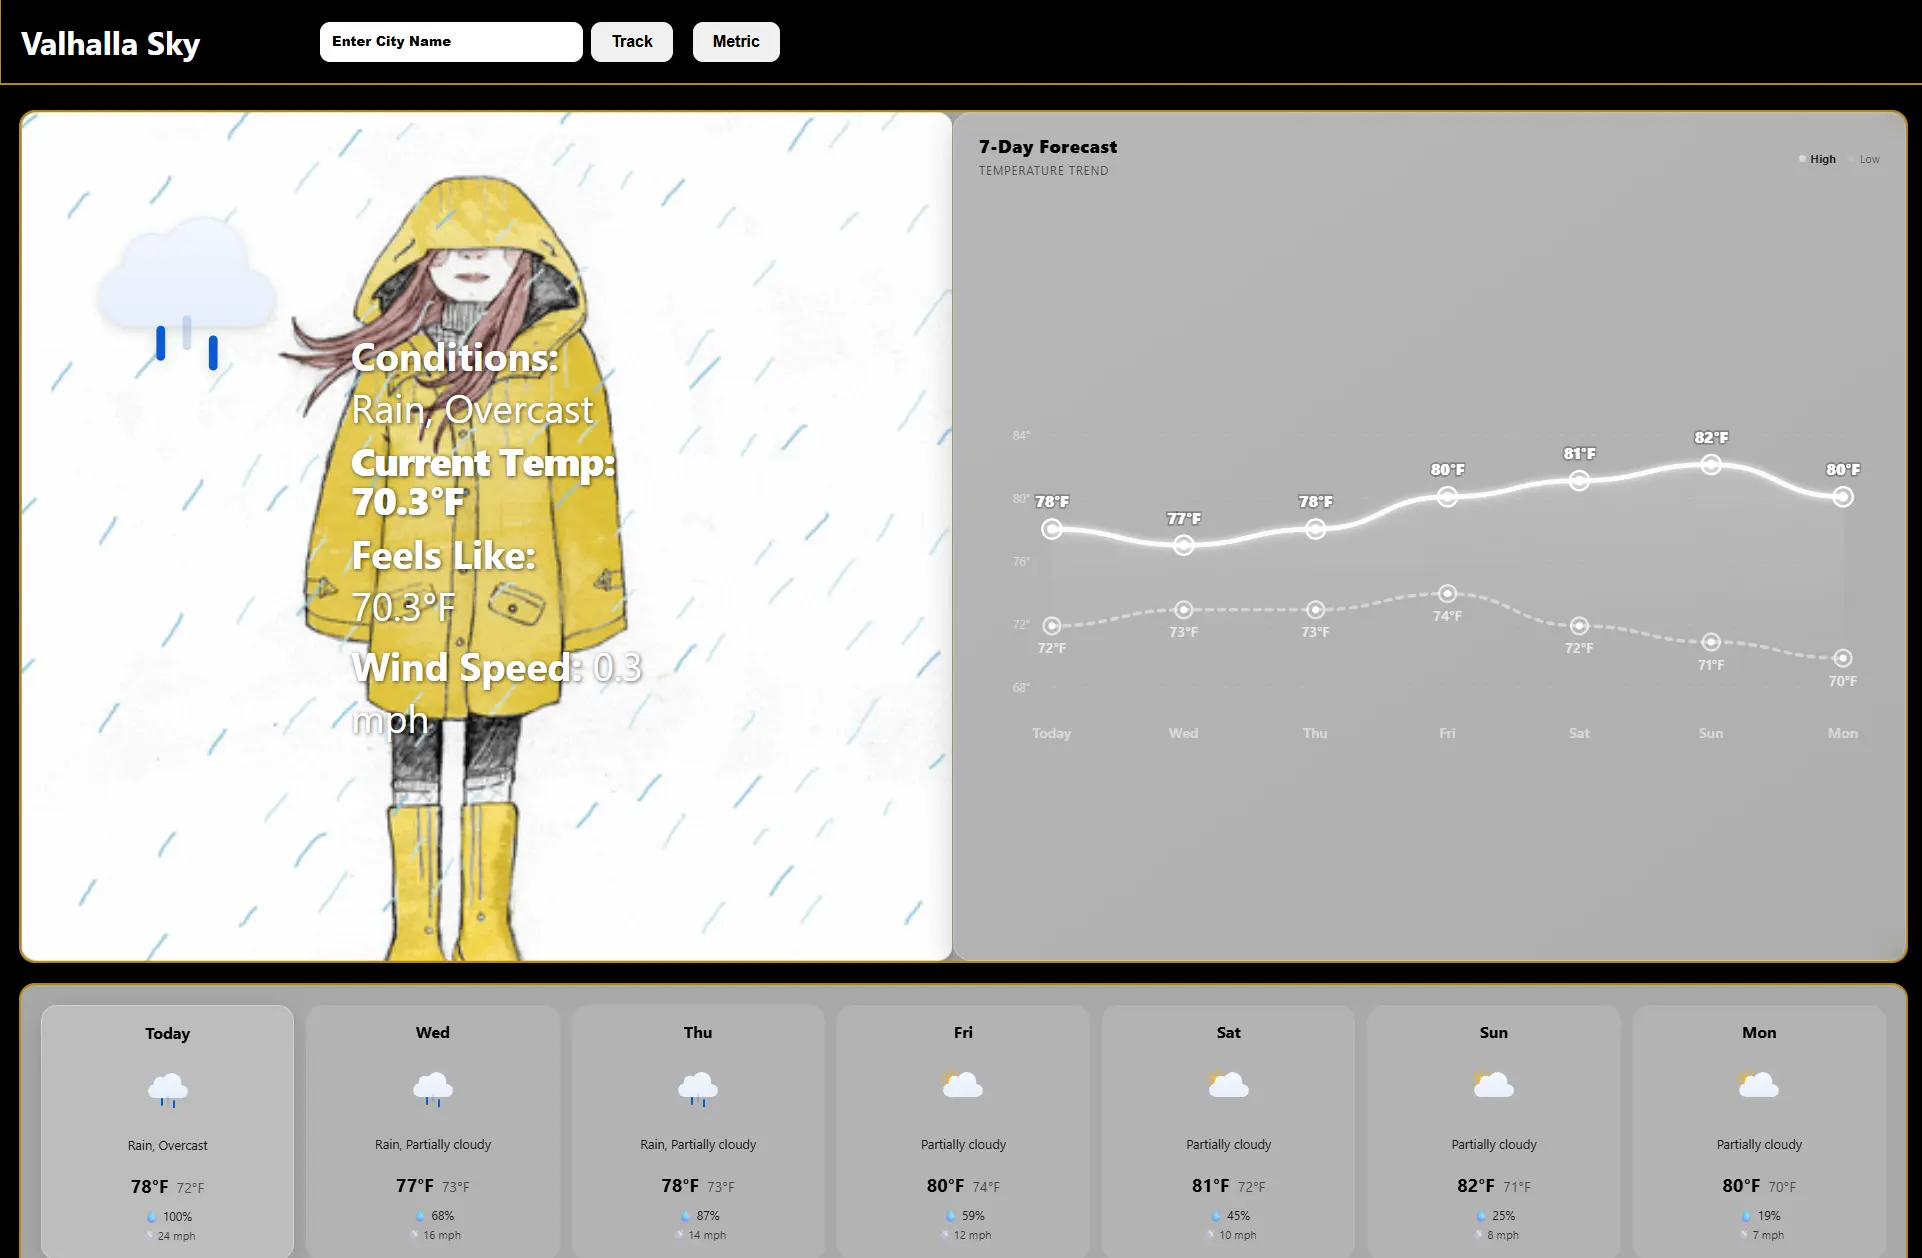 Valhalla Sky
Enter City Name
Track
Metric
Conditions:
Rain, Overcast
Current Temp:
70.3°F
Feels Like:
70.3°F
Wind Speed: 0.3
mph
7-Day Forecast
TEMPERATURE TREND
High
Low
84°
80°
76°
72°
68°
78°F
77°F
78°F
80°F
81°F
82°F
80°F
72°F
73°F
73°F
74°F
72°F
71°F
70°F
Today
Wed
Thu
Fri
Sat
Sun
Mon
Today
Rain, Overcast
78°F 72°F
100%
24 mph
Wed
Rain, Partially cloudy
77°F 73°F
68%
16 mph
Thu
Rain, Partially cloudy
78°F 73°F
87%
14 mph
Fri
Partially cloudy
80°F 74°F
59%
12 mph
Sat
Partially cloudy
81°F 72°F
45%
10 mph
Sun
Partially cloudy
82°F 71°F
25%
8 mph
Mon
Partially cloudy
80°F 70°F
19%
7 mph